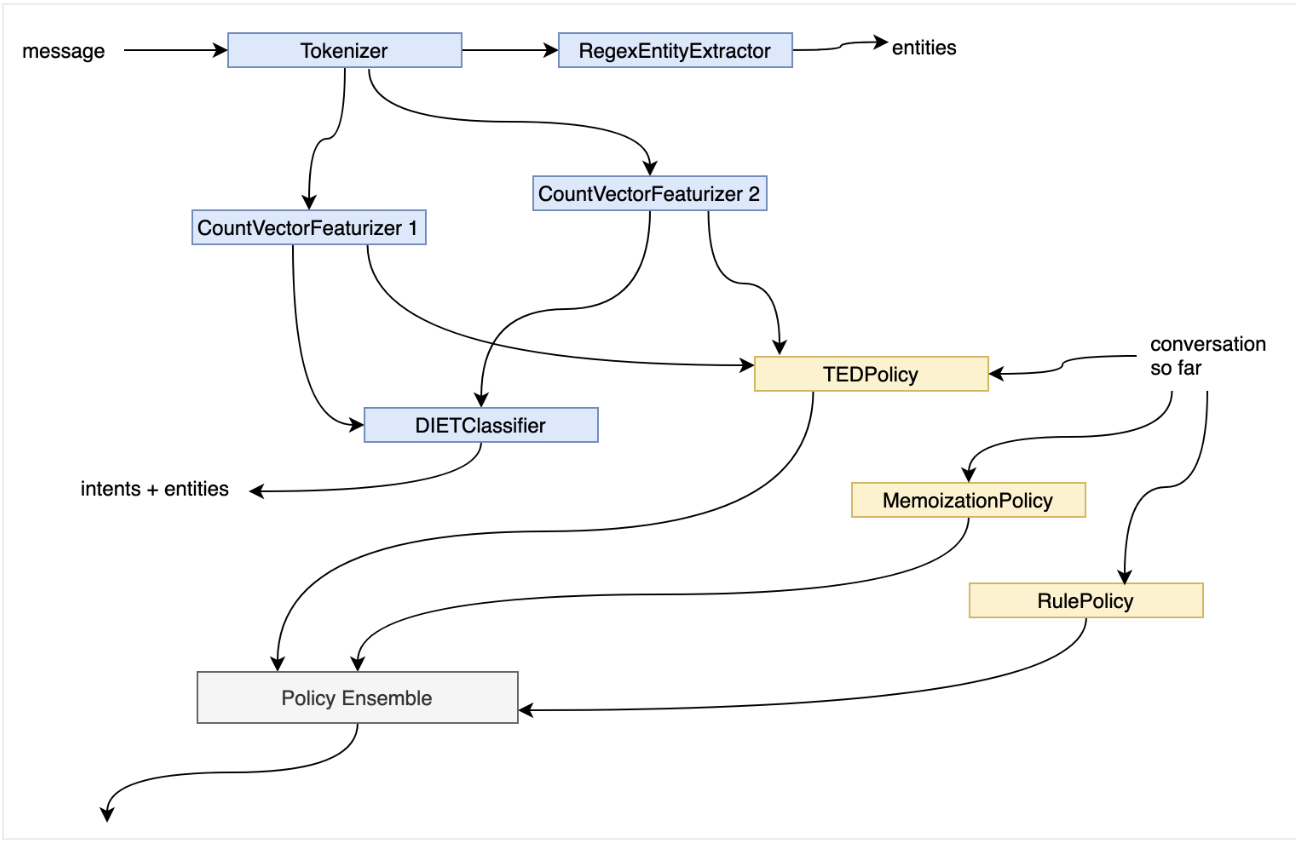 message
Tokenizer
RegexEntityExtractor
entities
CountVectorFeaturizer 2
CountVectorFeaturizer 1
conversation
so far
TEDPolicy
DIETClassifier
intents + entities
MemoizationPolicy
RulePolicy
Policy Ensemble